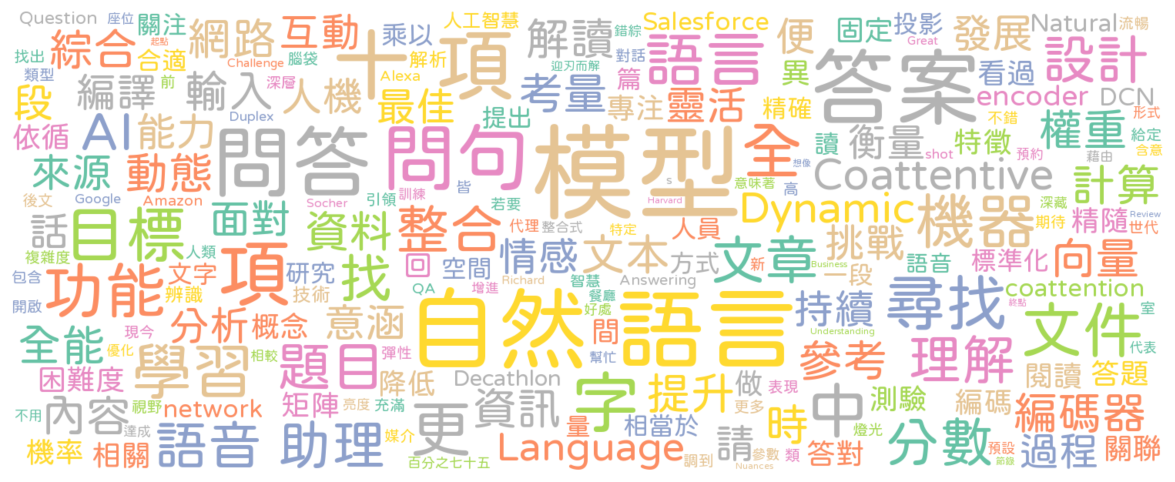 Question 座位 關注 網路 互動 乘以 人工智慧 解讀 錯綜 Salesforce 便 固定 投影 發展 Natural 流暢
找出 綜合 合適 起點 Challenge 腦袋 十 解析 項 對話 迎刃而解 語言 Great 設計
類型 編譯 前 輸入 深層 人機 Alexa 最佳 考量 篇 專注 靈活 異 精確 答案 看過 encoder DCN
段 AI 能力 Duplex 提出 讀 衡量 不錯 特徵 shot 權重 形式 給定
依循 問答 問句 模型 全 預約 藉由 含意
來源 動態 皆 想像 意味著 高 Coattentive 計算
後文 Google Amazon 面對 引領 訓練 若要 s Harvard Dynamic 機器 深藏 期待 精隨 Review 世代
話 目標 資料 Socher 整合 代理 整合式 特定 人員 挑戰
複雜度 人類 找 回 空間 情感 文本 方式 新 文章 一段 語音 標準化 向量
包含 功能 文字 項 研究 QA 增進 Richard 智慧 Answering Business coattention
開啟 辨識 技術 自然 餐廳 好處 語言 持續 尋找 終點 室
全能 現今 分析 概念 意涵 間 Understanding 文件 代表
優化 學習 相較 題目 彈性 幫忙 參考 理解
困難度 降低 Decathlon 字 提升 做 表現 閱讀 答題
不用 內容 視野 network 矩陣 亮度 充滿 更 資訊 更多 中 測驗 編碼 編碼器
達成 語音 助理 媒介 量 相當於 請 時 燈光 分數 預設 過程 關聯
機率 相關 百分之七十五 Language 調到 Nuances 參數 類 答對 節錄